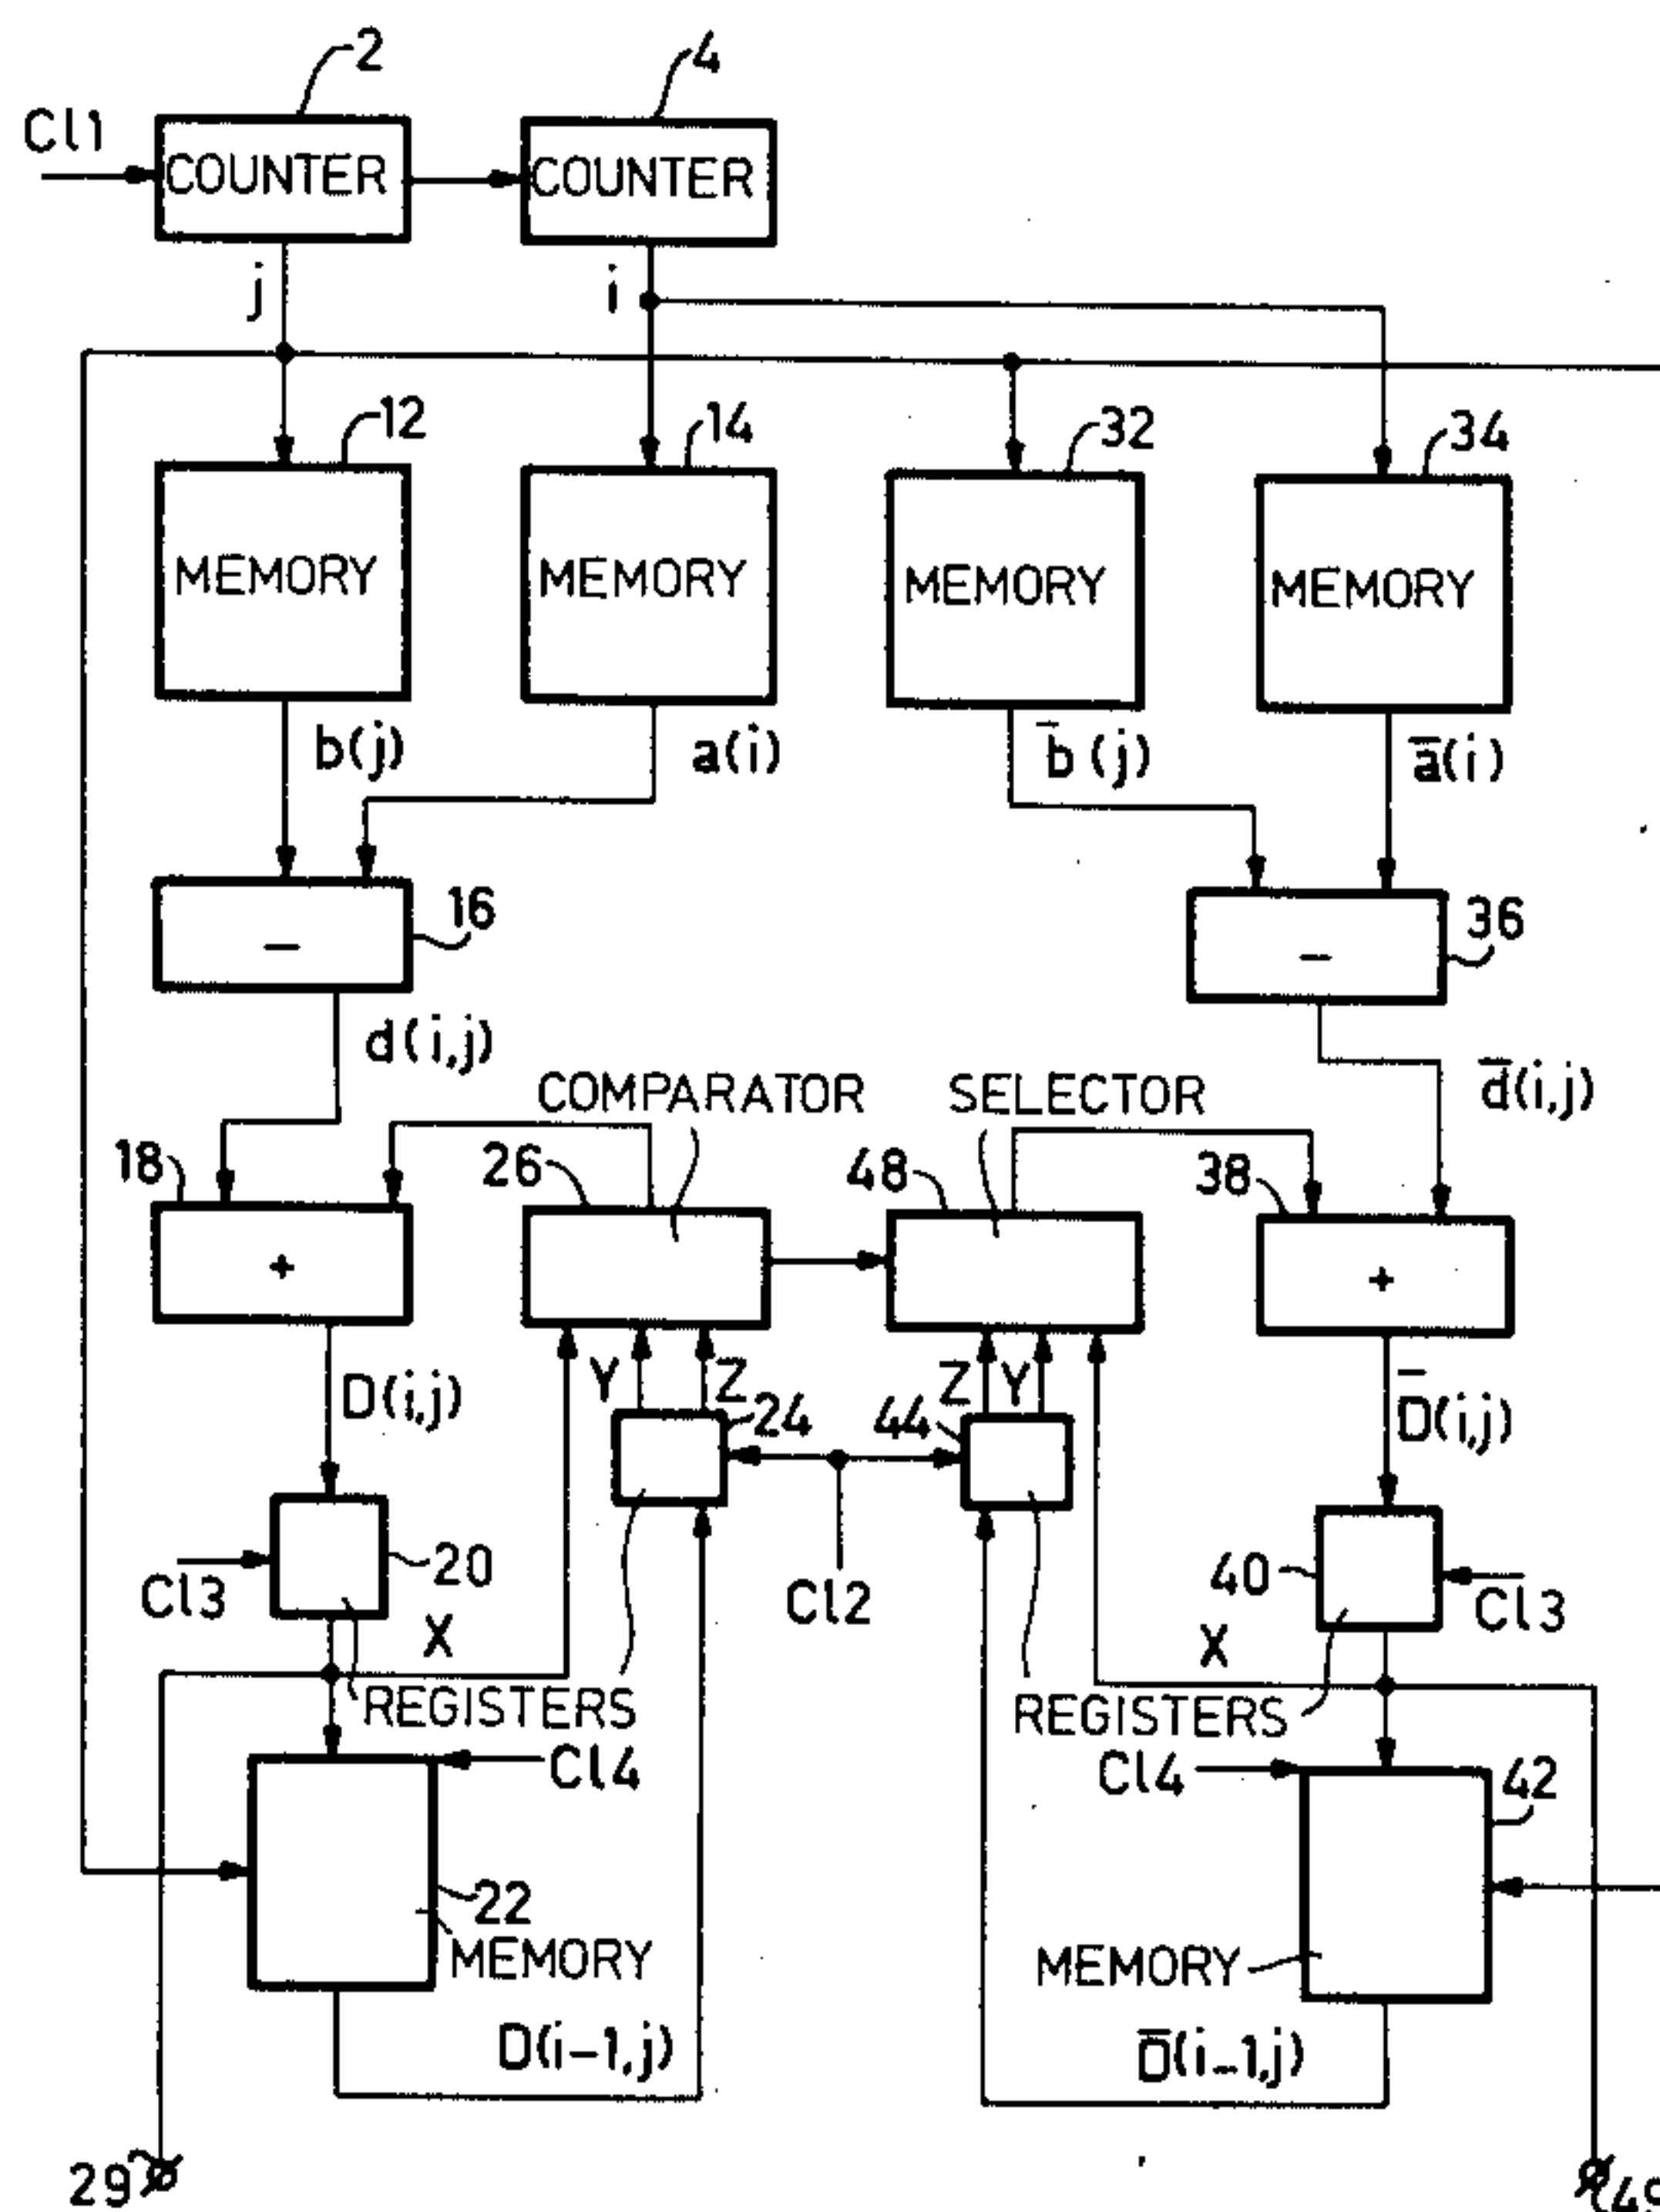 2
4
Cl1
COUNTER
COUNTER
j
i
12
14
32
34
MEMORY
MEMORY
MEMORY
MEMORY
b(j)
a(i)
b̄(j)
ā(i)
16
36
−
−
d(i,j)
d̄(i,j)
COMPARATOR
SELECTOR
18
26
48
38
+
+
D(i,j)
Y
Z
Z
Y
D̄(i,j)
24
44
20
40
Cl3
Cl2
Cl3
X
X
REGISTERS
REGISTERS
Cl4
Cl4
42
22
MEMORY
MEMORY
D(i−1,j)
D̄(i−1,j)
29
49